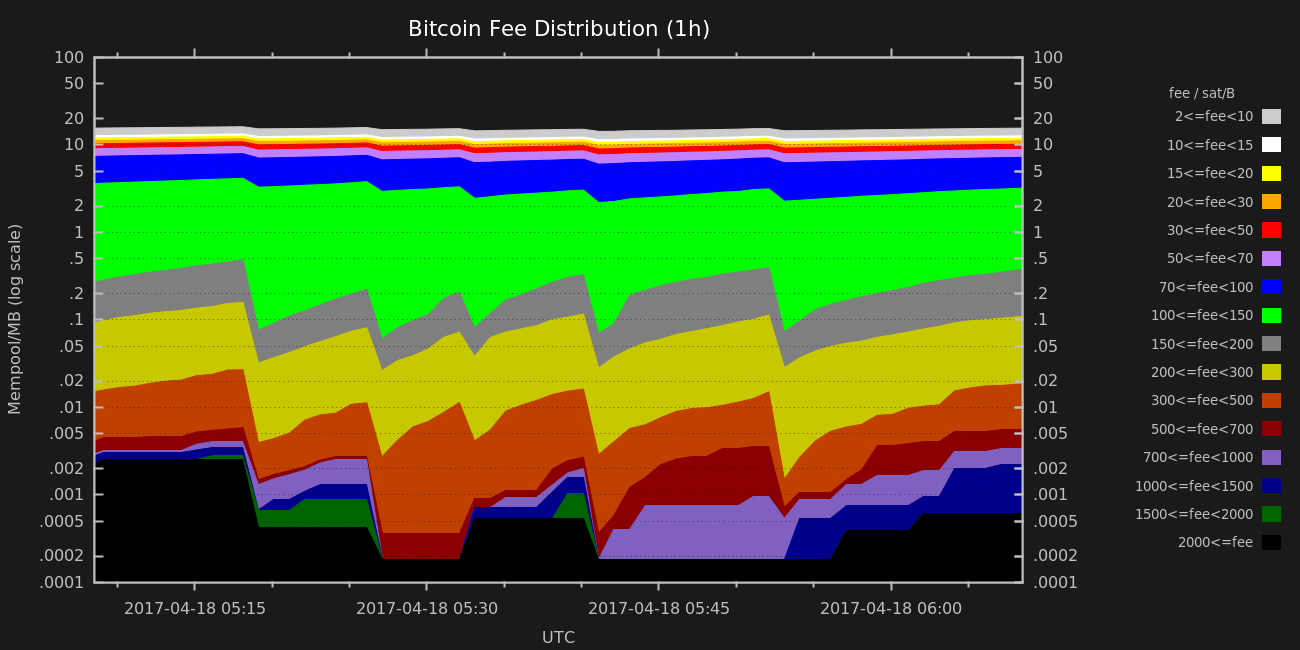 Bitcoin Fee Distribution (1h)
100 100
50 50
20 20
10 10
5 5
2 2
1 1
.5 .5
.2 .2
.1 .1
.05 .05
.02 .02
.01 .01
.005 .005
.002 .002
.001 .001
.0005 .0005
.0002 .0002
.0001 .0001
Mempool/MB (log scale)
2017-04-18 05:15 2017-04-18 05:30 2017-04-18 05:45 2017-04-18 06:00
UTC
fee / sat/B
2<=fee<10
10<=fee<15
15<=fee<20
20<=fee<30
30<=fee<50
50<=fee<70
70<=fee<100
100<=fee<150
150<=fee<200
200<=fee<300
300<=fee<500
500<=fee<700
700<=fee<1000
1000<=fee<1500
1500<=fee<2000
2000<=fee